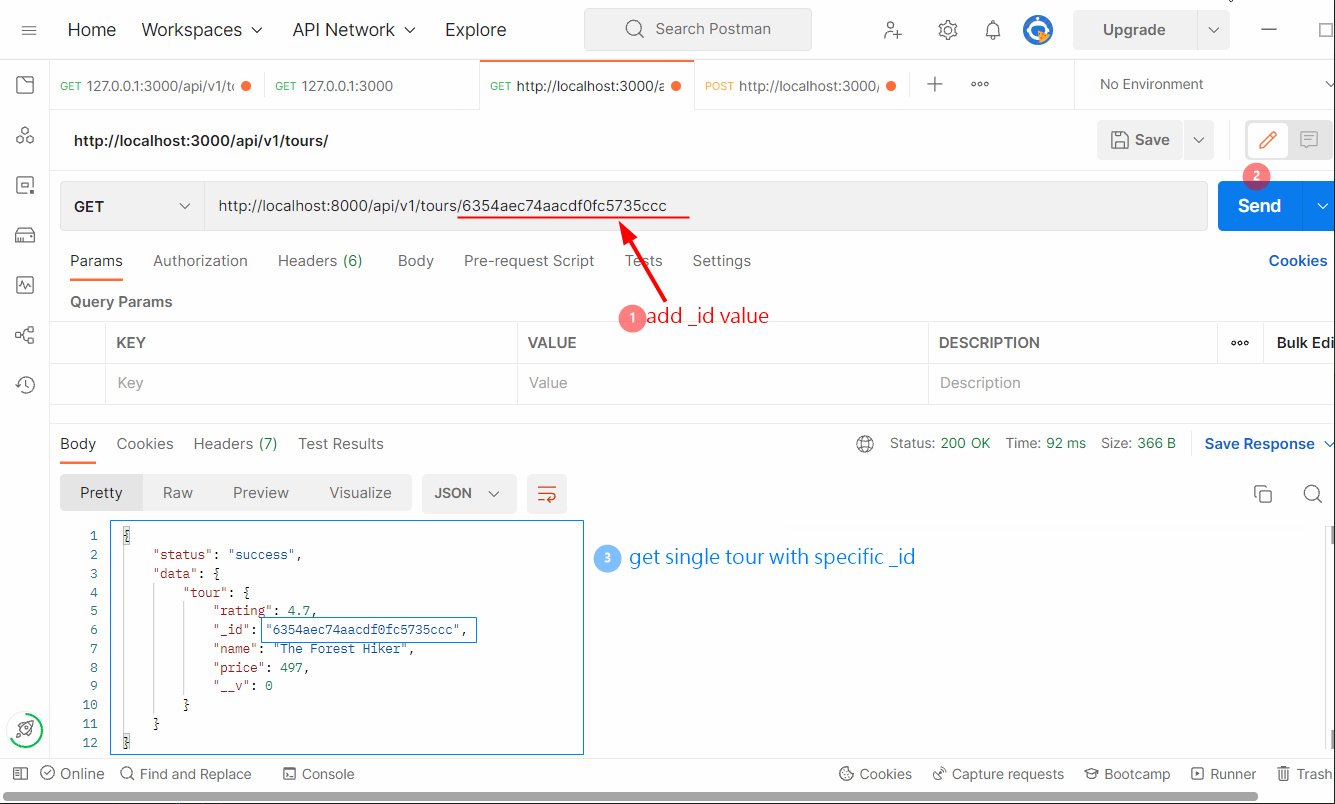 Home Workspaces API Network Explore Search Postman Upgrade
GET 127.0.0.1:3000/api/v1/t GET 127.0.0.1:3000 GET http://localhost:3000/a POST http://localhost:3000/ No Environment
http://localhost:3000/api/v1/tours/ Save
2
GET http://localhost:8000/api/v1/tours/6354aec74aacdf0fc5735ccc Send
Params Authorization Headers (6) Body Pre-request Script Tests Settings Cookies
Query Params
1 add _id value
KEY VALUE DESCRIPTION Bulk Edi
Key Value Description
Body Cookies Headers (7) Test Results Status: 200 OK Time: 92 ms Size: 366 B Save Response
Pretty Raw Preview Visualize JSON
1 {
2 "status": "success",
3 "data": {
3 get single tour with specific _id
4 "tour": {
5 "rating": 4.7,
6 "_id": "6354aec74aacdf0fc5735ccc",
7 "name": "The Forest Hiker",
8 "price": 497,
9 "__v": 0
10 }
11 }
12 }
Online Find and Replace Console Cookies Capture requests Bootcamp Runner Trash